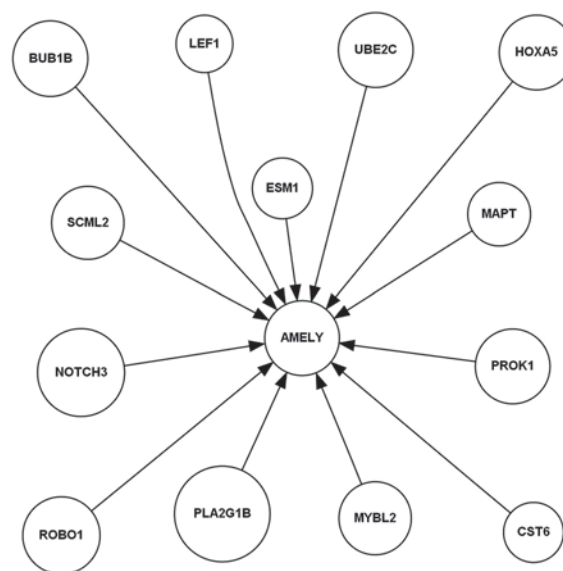 BUB1B
LEF1
UBE2C
HOXA5
ESM1
SCML2
MAPT
AMELY
NOTCH3
PROK1
ROBO1
PLA2G1B
MYBL2
CST6